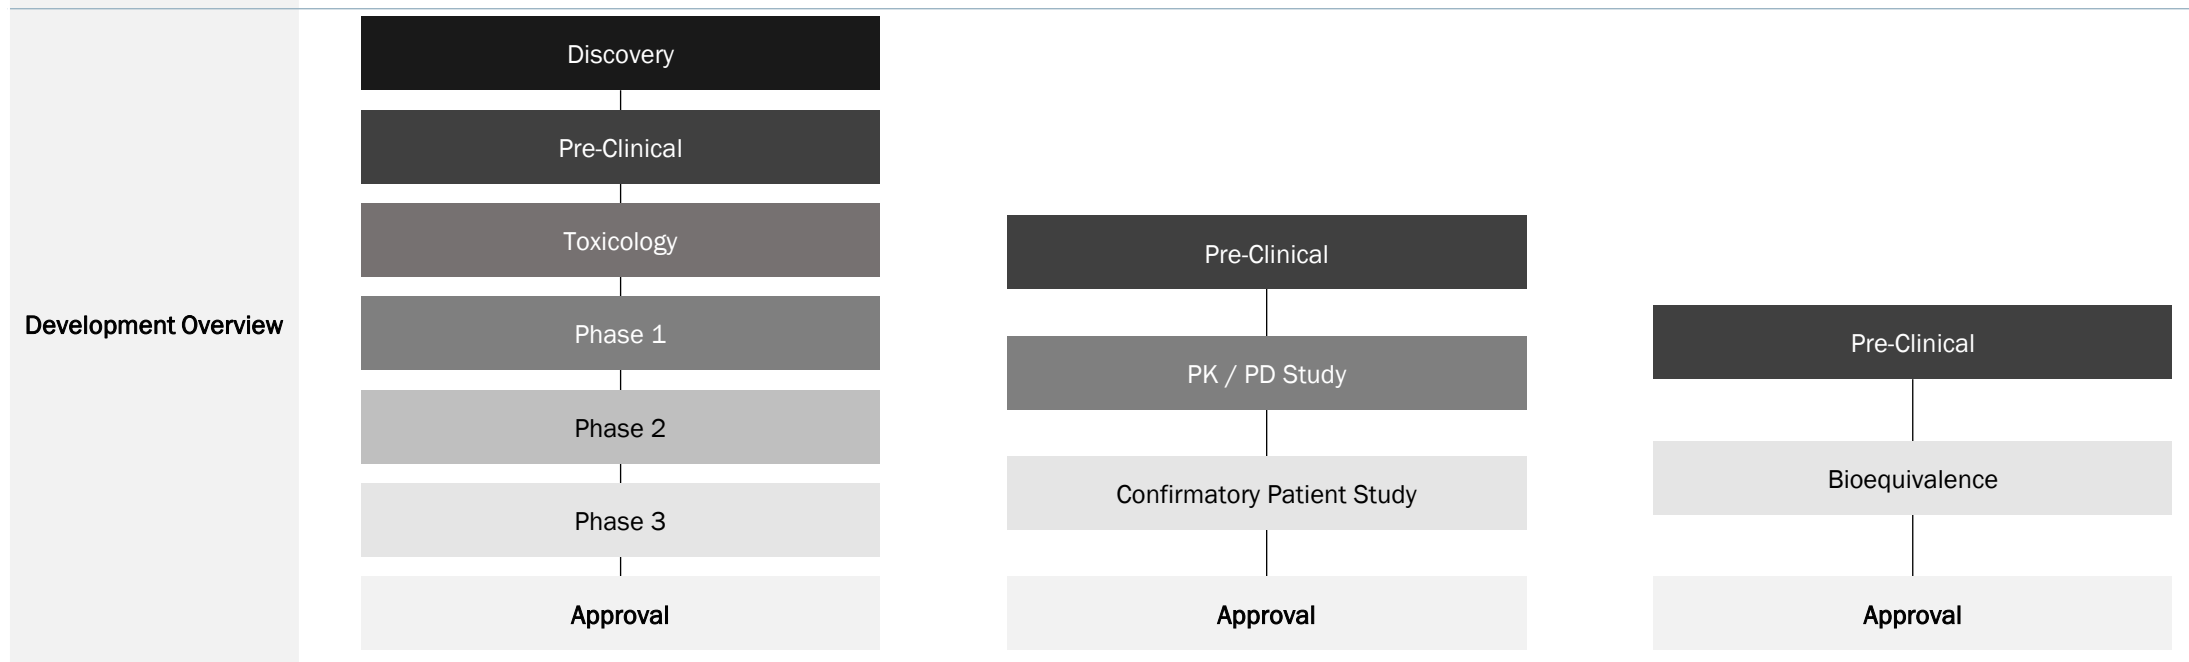 Development Overview
Discovery
Pre-Clinical
Toxicology
Phase 1
Phase 2
Phase 3
Approval
Pre-Clinical
PK / PD Study
Confirmatory Patient Study
Approval
Pre-Clinical
Bioequivalence
Approval